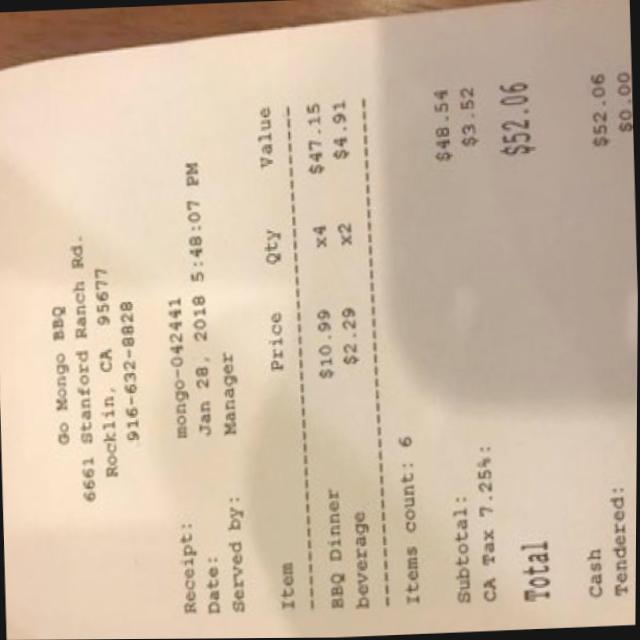 Go Mongo BBQ
6661 Stanford Ranch Rd.
Rocklin, CA 95677
916-632-8828
Receipt: mongo-042441
Date: Jan 28, 2018 5:48:07 PM
Served by: Manager
Item Price Qty Value
BBQ Dinner $10.99 x4 $47.15
beverage $2.29 x2 $4.91
Items count: 6
Subtotal: $48.54
CA Tax 7.25%: $3.52
Total $52.06
Cash $52.06
Tendered: $0.00